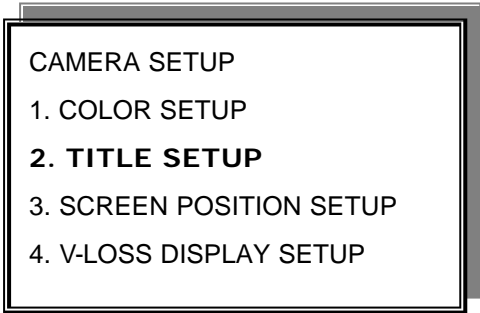 CAMERA SETUP
1. COLOR SETUP
2. TITLE SETUP
3. SCREEN POSITION SETUP
4. V-LOSS DISPLAY SETUP